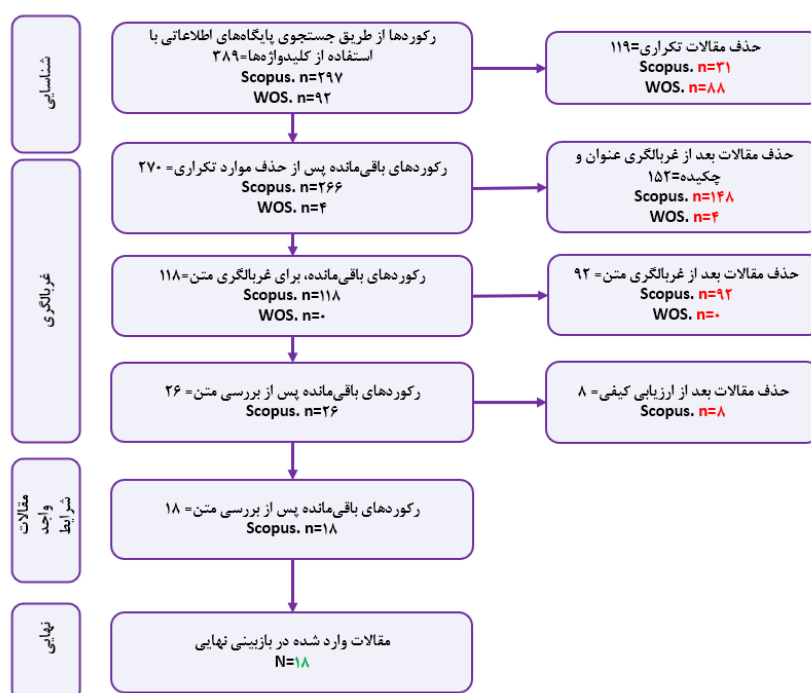 شناسایی
رکوردها از طریق جستجوی پایگاه‌های اطلاعاتی با
استفاده از کلیدواژه‌ها=۳۸۹
Scopus. n=۲۹۷
WOS. n=۹۲
حذف مقالات تکراری=۱۱۹
Scopus. n=۳۱
WOS. n=۸۸
غربالگری
رکوردهای باقی‌مانده پس از حذف موارد تکراری= ۲۷۰
Scopus. n=۲۶۶
WOS. n=۴
حذف مقالات بعد از غربالگری عنوان و
چکیده=۱۵۲
Scopus. n=۱۴۸
WOS. n=۴
رکوردهای باقی‌مانده، برای غربالگری متن=۱۱۸
Scopus. n=۱۱۸
WOS. n=۰
حذف مقالات بعد از غربالگری متن= ۹۲
Scopus. n=۹۲
WOS. n=۰
رکوردهای باقی‌مانده پس از بررسی متن= ۲۶
Scopus. n=۲۶
حذف مقالات بعد از ارزیابی کیفی= ۸
Scopus. n=۸
مقالات
واجد
شرایط
رکوردهای باقی‌مانده پس از بررسی متن= ۱۸
Scopus. n=۱۸
نهایی
مقالات وارد شده در بازبینی نهایی
N=۱۸